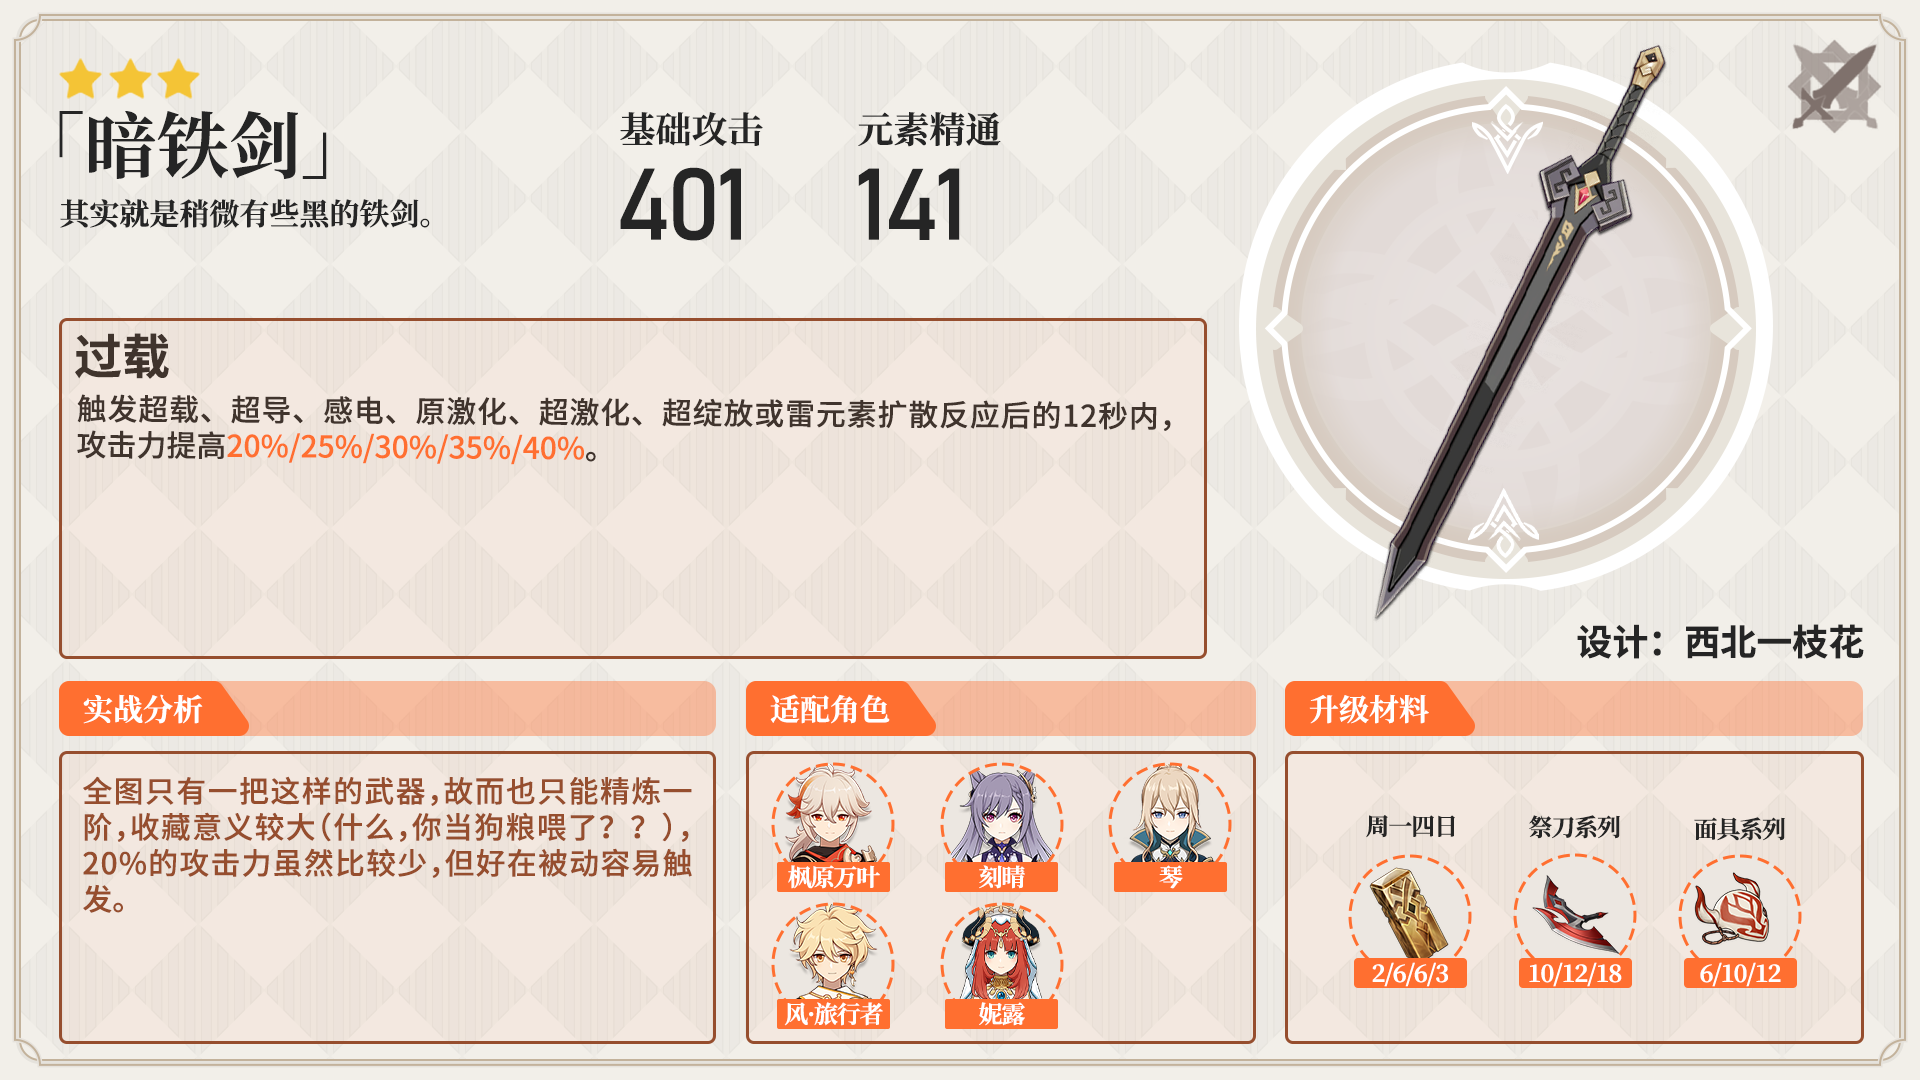 「暗铁剑」
其实就是稍微有些黑的铁剑。
基础攻击
401
元素精通
141
过载
触发超载、超导、感电、原激化、超激化、超绽放或雷元素扩散反应后的12秒内，
攻击力提高20%/25%/30%/35%/40%。
设计：西北一枝花
实战分析
全图只有一把这样的武器，故而也只能精炼一
阶，收藏意义较大（什么，你当狗粮喂了？？），
20%的攻击力虽然比较少，但好在被动容易触
发。
适配角色
枫原万叶
刻晴
琴
风·旅行者
妮露
升级材料
周一四日
祭刀系列
面具系列
2/6/6/3
10/12/18
6/10/12